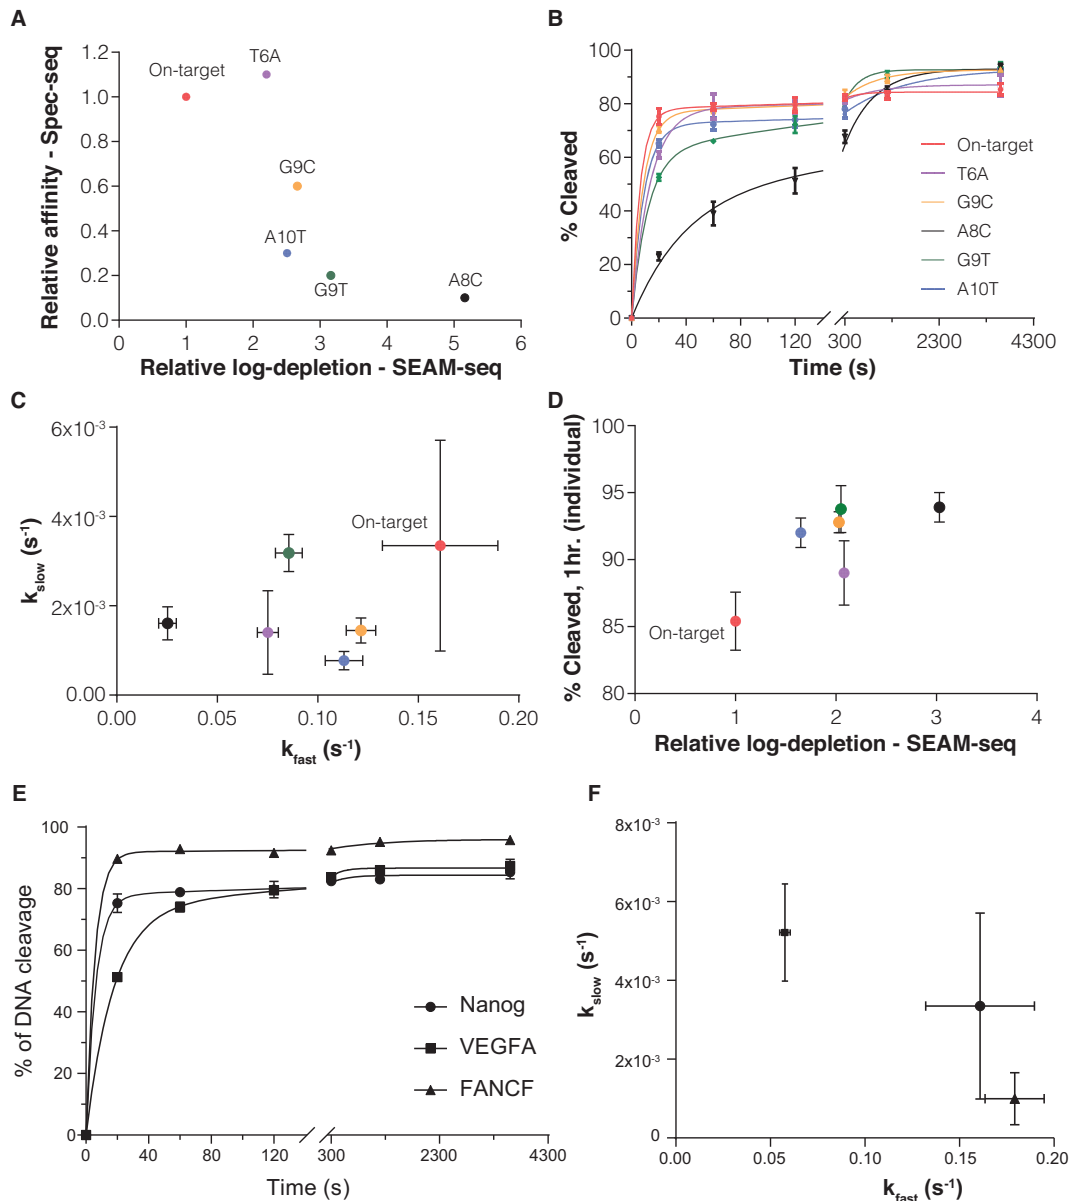 A
Relative affinity - Spec-seq
1.2
1.0
0.8
0.6
0.4
0.2
0.0
On-target
T6A
G9C
A10T
G9T
A8C
0 1 2 3 4 5 6
Relative log-depletion - SEAM-seq
B
% Cleaved
100
80
60
40
20
0
On-target
T6A
G9C
A8C
G9T
A10T
0 40 80 120 300 2300 4300
Time (s)
C
k_slow (s⁻¹)
6x10⁻³
4x10⁻³
2x10⁻³
0.00
On-target
0.00 0.05 0.10 0.15 0.20
k_fast (s⁻¹)
D
% Cleaved, 1hr. (individual)
100
95
90
85
80
On-target
0 1 2 3 4
Relative log-depletion - SEAM-seq
E
% of DNA cleavage
100
80
60
40
20
0
Nanog
VEGFA
FANCF
0 40 80 120 300 2300 4300
Time (s)
F
k_slow (s⁻¹)
8x10⁻³
6x10⁻³
4x10⁻³
2x10⁻³
0
0.00 0.05 0.10 0.15 0.20
k_fast (s⁻¹)